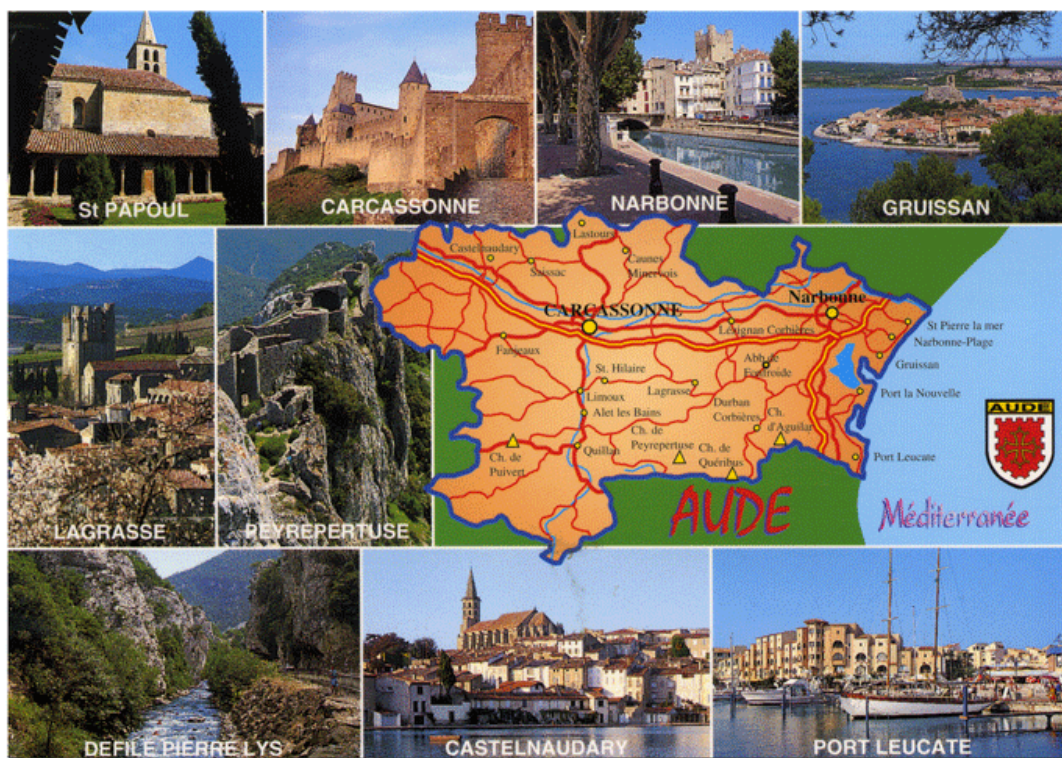 St PAPOUL
CARCASSONNE
NARBONNE
GRUISSAN
LAGRASSE
PEYREPERTUSE
Lastours
Castelnaudary
Saissac
Caunes
Minervois
CARCASSONNE
Narbonne
Lésignan Corbières
St Pierre la mer
Narbonne-Plage
Fanjeaux
Gruissan
St. Hilaire
Abb de
Fontfroide
Limoux
Lagrasse
Port la Nouvelle
Alet les Bains
Durban
Corbières
Ch.
d'Aguilar
Ch. de
Peyrepertuse
Quillan
Ch. de
Quéribus
Ch. de
Puivert
Port Leucate
AUDE
AUDE
Méditerranée
DEFILE PIERRE LYS
CASTELNAUDARY
PORT LEUCATE